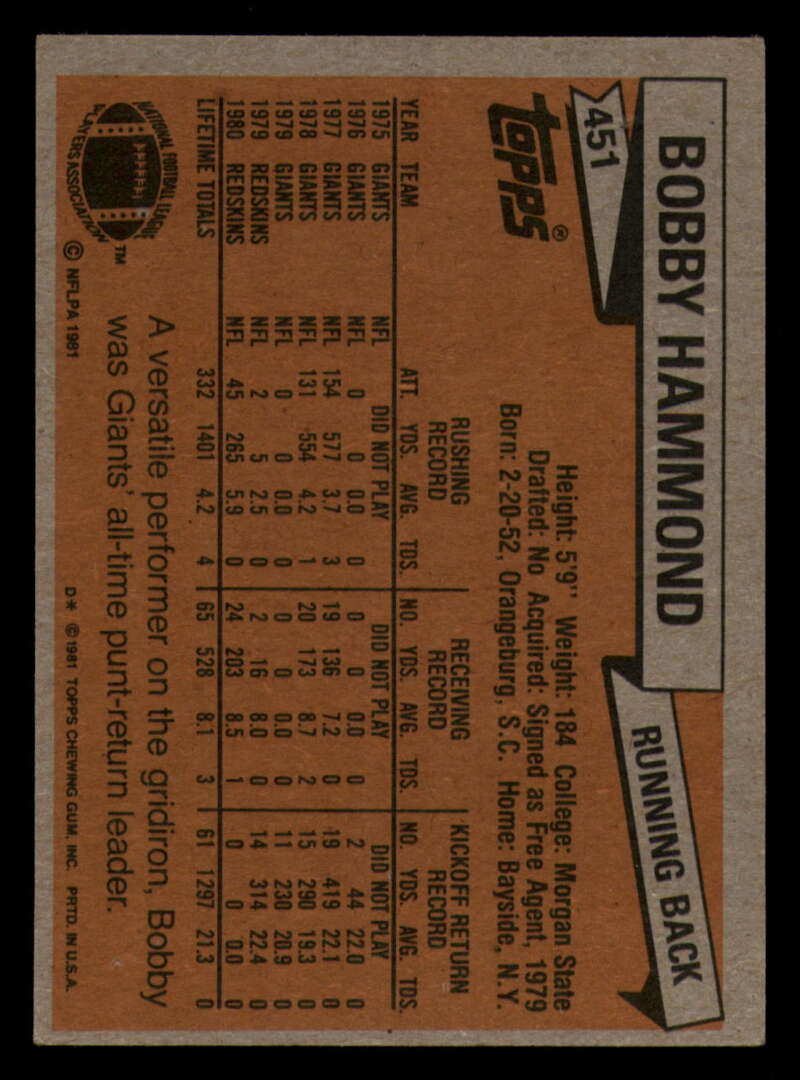 BOBBY HAMMOND
RUNNING BACK
451
TOPPS®
Height: 5'9" Weight: 184 College: Morgan State
Drafted: No Acquired: Signed as Free Agent, 1979
Born: 2-20-52, Orangeburg, S.C. Home: Bayside, N.Y.
RUSHING RECORD RECEIVING RECORD KICKOFF RETURN RECORD
YEAR TEAM ATT. YDS. AVG. TDS. NO. YDS. AVG. TDS. NO. YDS. AVG. TDS.
1975 GIANTS NFL DID NOT PLAY DID NOT PLAY DID NOT PLAY
1976 GIANTS NFL 0 0 0.0 0 0 0 0.0 0 2 44 22.0 0
1977 GIANTS NFL 154 577 3.7 3 19 136 7.2 0 19 419 22.1 0
1978 GIANTS NFL 131 554 4.2 1 20 173 8.7 2 15 290 19.3 0
1979 GIANTS NFL 0 0 0.0 0 0 0 0.0 0 11 230 20.9 0
1979 REDSKINS NFL 2 5 2.5 0 2 16 8.0 0 14 314 22.4 0
1980 REDSKINS NFL 45 265 5.9 0 24 203 8.5 1 0 0 0.0 0
LIFETIME TOTALS 332 1401 4.2 4 65 528 8.1 3 61 1297 21.3 0
A versatile performer on the gridiron, Bobby
was Giants' all-time punt-return leader.
NATIONAL FOOTBALL LEAGUE
PLAYERS ASSOCIATION
TM
© NFLPA 1981
D* ©1981 TOPPS CHEWING GUM, INC. PRTD. IN U.S.A.